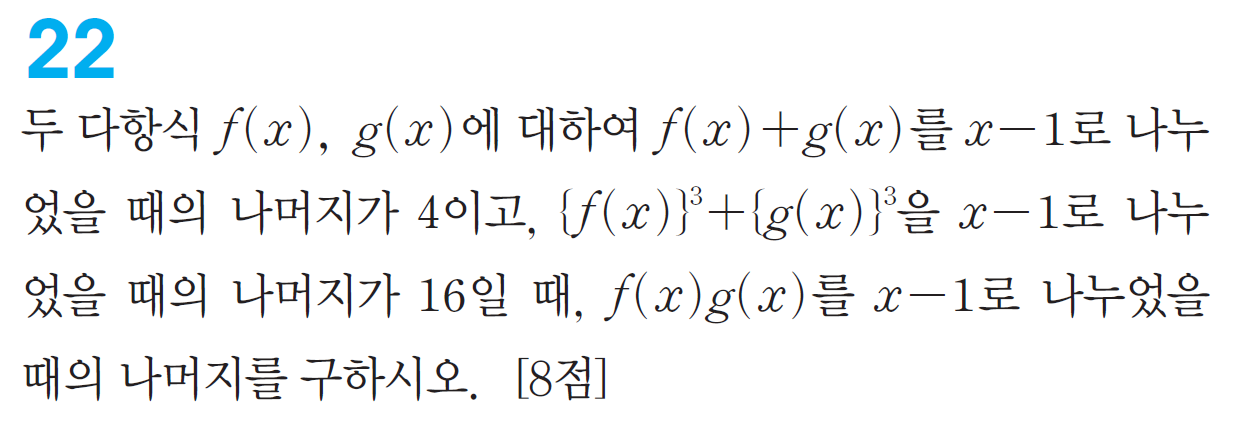 22
두 다항식 f(x), g(x)에 대하여 f(x)+g(x)를 x-1로 나누
었을 때의 나머지가 4이고, {f(x)}³+{g(x)}³을 x-1로 나누
었을 때의 나머지가 16일 때, f(x)g(x)를 x-1로 나누었을
때의 나머지를 구하시오. [8점]